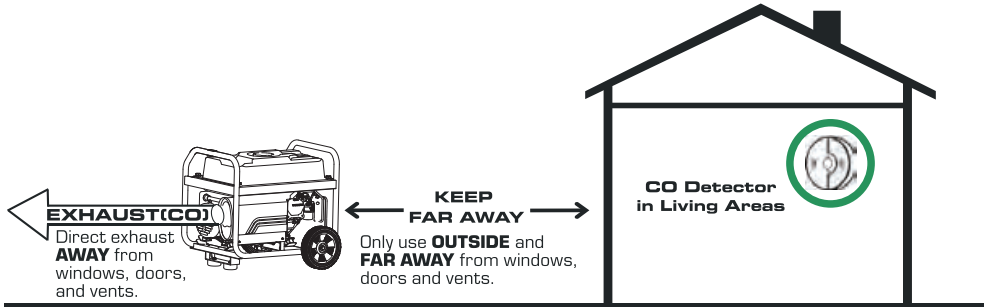 EXHAUST(CO)
Direct exhaust
AWAY from
windows, doors,
and vents.
KEEP
FAR AWAY
Only use OUTSIDE and
FAR AWAY from windows,
doors and vents.
CO Detector
in Living Areas